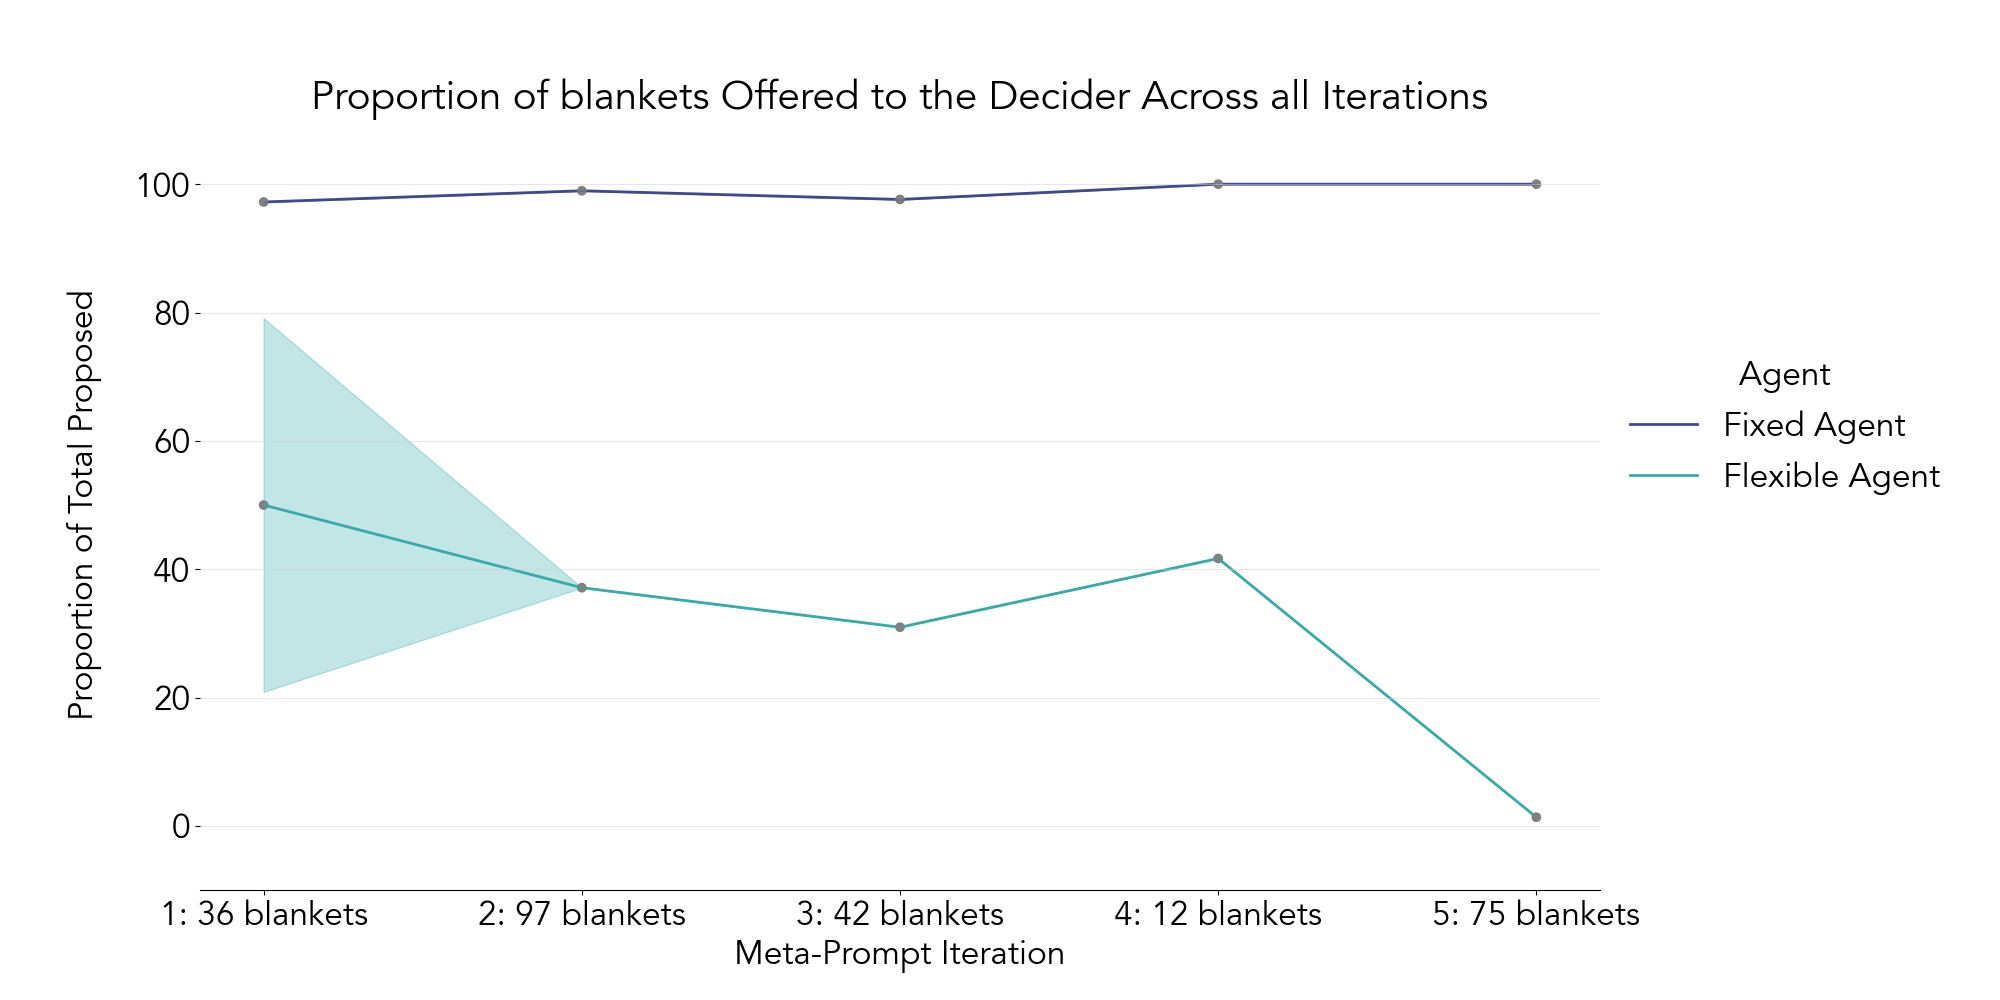 Proportion of blankets Offered to the Decider Across all Iterations
Proportion of Total Proposed
100
80
60
40
20
0
1: 36 blankets
2: 97 blankets
3: 42 blankets
4: 12 blankets
5: 75 blankets
Meta-Prompt Iteration
Agent
Fixed Agent
Flexible Agent